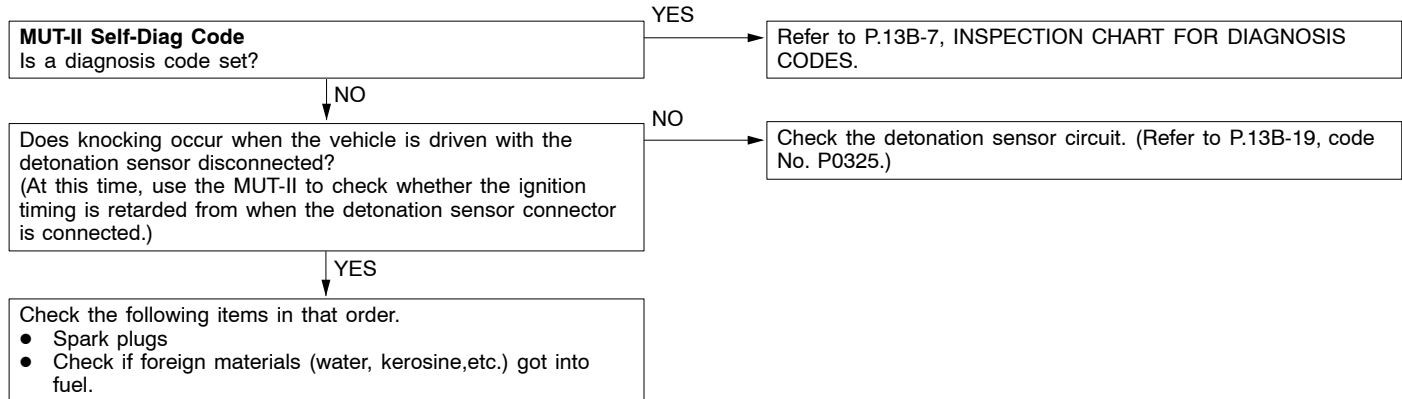 MUT-II Self-Diag Code
Is a diagnosis code set?
YES
Refer to P.13B-7, INSPECTION CHART FOR DIAGNOSIS
CODES.
NO
Does knocking occur when the vehicle is driven with the
detonation sensor disconnected?
(At this time, use the MUT-II to check whether the ignition
timing is retarded from when the detonation sensor connector
is connected.)
NO
Check the detonation sensor circuit. (Refer to P.13B-19, code
No. P0325.)
YES
Check the following items in that order.
● Spark plugs
● Check if foreign materials (water, kerosine,etc.) got into
fuel.